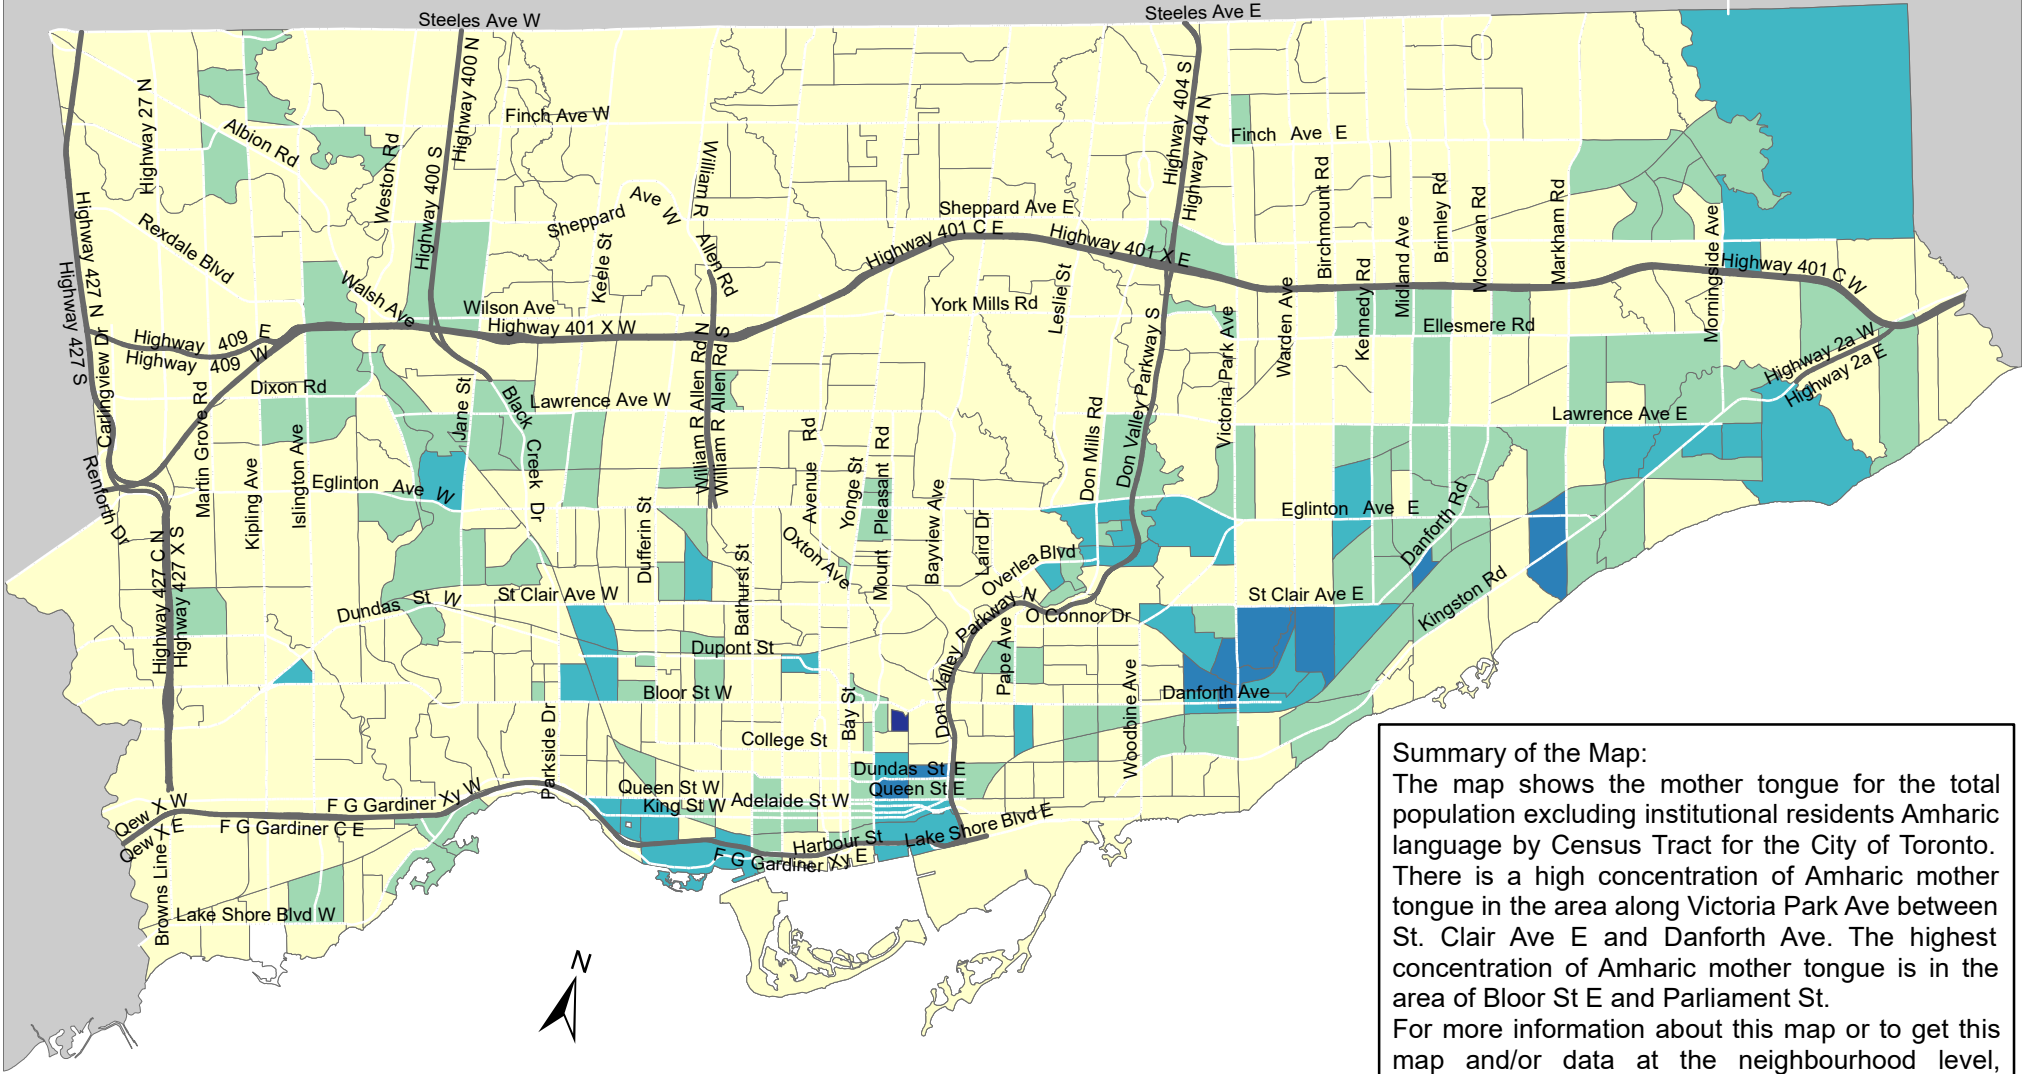 Steeles Ave W
Steeles Ave E
Highway 27 N
Albion Rd
Weston Rd
Highway 400 N
Highway 400 S
Finch Ave W
William R Allen Rd
Highway 404 S
Highway 404 N
Finch Ave E
Highway 427 N
Highway 427 S
Rexdale Blvd
Walsh Ave
Sheppard Ave W
Keele St
Sheppard Ave E
Highway 401 C E
Highway 401 X E
Birchmount Rd
Midland Ave
Brimley Rd
Mccowan Rd
Markham Rd
Morningside Ave
Highway 401 C W
Highway 409 E
Highway 409 W
Wilson Ave
Highway 401 X W
York Mills Rd
Leslie St
Don Valley Parkway S
Victoria Park Ave
Warden Ave
Kennedy Rd
Ellesmere Rd
Highway 2a W
Highway 2a E
Carlingview Dr
Martin Grove Rd
Dixon Rd
Jane St
Black Creek Dr
Lawrence Ave W
William R Allen Rd N
William R Allen Rd S
Lawrence Ave E
Renforth Dr
Kipling Ave
Islington Ave
Eglinton Ave W
Dufferin St
Avenue Rd
Yonge St
Mount Pleasant Rd
Bayview Ave
Laird Dr
Don Mills Rd
Eglinton Ave E
Danforth Rd
Highway 427 C N
Highway 427 X S
Dundas St W
St Clair Ave W
Bathurst St
Oxton Ave
Overlea Blvd
Don Valley Parkway N
O Connor Dr
St Clair Ave E
Kingston Rd
Dupont St
Pape Ave
Woodbine Ave
Danforth Ave
Bloor St W
Bay St
Parkside Dr
College St
Dundas St E
Queen St W
Queen St E
King St W
Adelaide St W
Qew X W
Qew X E
F G Gardiner Xy W
F G Gardiner C E
Harbour St
Lake Shore Blvd E
F G Gardiner Xy E
Browns Line
Lake Shore Blvd W
N
Summary of the Map:
The map shows the mother tongue for the total
population excluding institutional residents Amharic
language by Census Tract for the City of Toronto.
There is a high concentration of Amharic mother
tongue in the area along Victoria Park Ave between
St. Clair Ave E and Danforth Ave. The highest
concentration of Amharic mother tongue is in the
area of Bloor St E and Parliament St.
For more information about this map or to get this
map and/or data at the neighbourhood level,